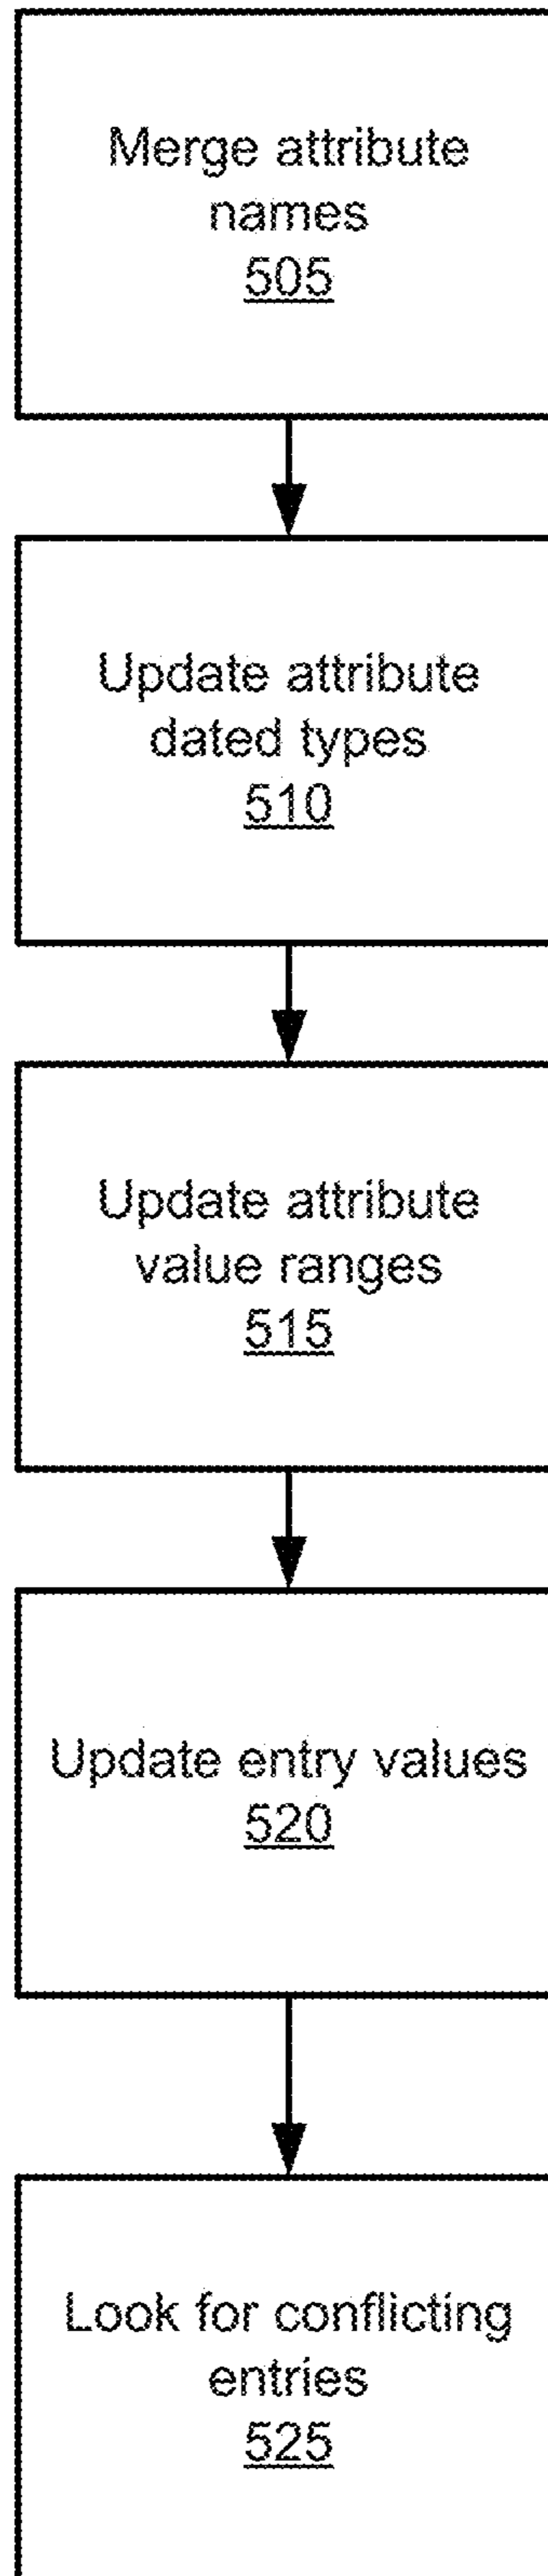 Merge attribute
names
505
Update attribute
dated types
510
Update attribute
value ranges
515
Update entry values
520
Look for conflicting
entries
525